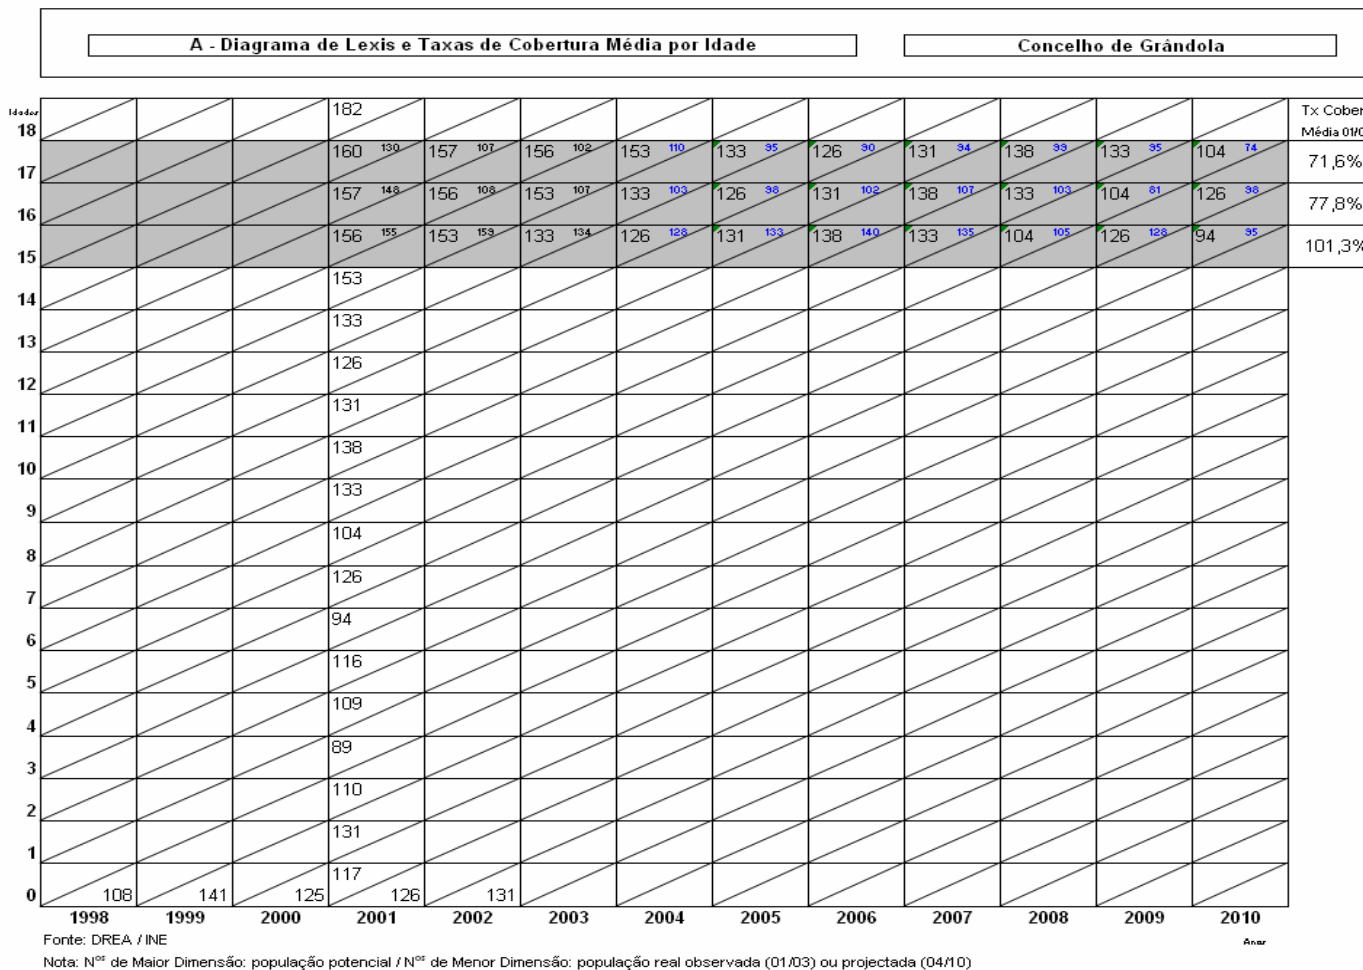 A - Diagrama de Lexis e Taxas de Cobertura Média por Idade
Concelho de Grândola
Idades
Tx Cober
Média 01/0
18 182
17 160 130 157 107 156 102 153 110 133 95 126 90 131 94 138 99 133 95 104 74 71,6%
16 157 148 156 108 153 107 133 103 126 98 131 102 138 107 133 103 104 81 126 98 77,8%
15 156 155 153 159 133 134 126 128 131 133 138 140 133 135 104 105 126 128 94 95 101,3%
14 153
13 133
12 126
11 131
10 138
9 133
8 104
7 126
6 94
5 116
4 109
3 89
2 110
1 131
117
0 108 141 125 126 131
1998 1999 2000 2001 2002 2003 2004 2005 2006 2007 2008 2009 2010
Fonte: DREA / INE
Anos
Nota: Nºs de Maior Dimensão: população potencial / Nºs de Menor Dimensão: população real observada (01/03) ou projectada (04/10)